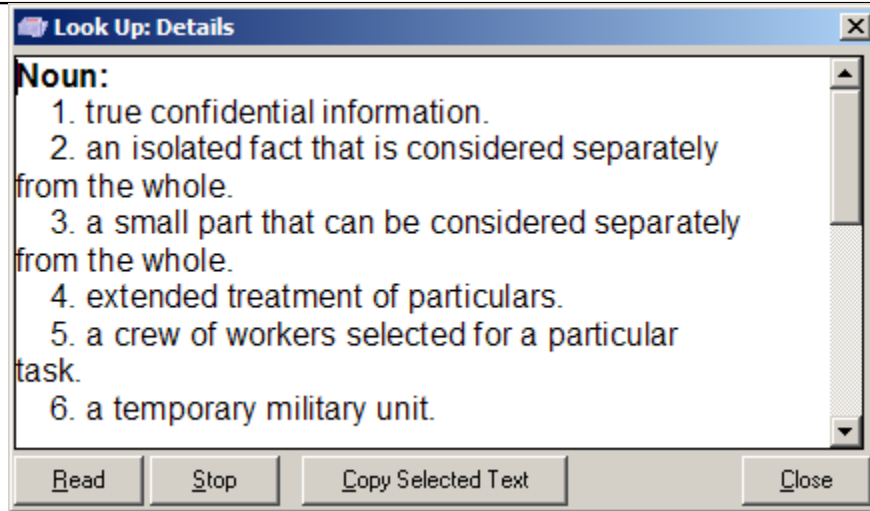 Look Up: Details
Noun:
1. true confidential information.
2. an isolated fact that is considered separately
from the whole.
3. a small part that can be considered separately
from the whole.
4. extended treatment of particulars.
5. a crew of workers selected for a particular
task.
6. a temporary military unit.
Read Stop Copy Selected Text Close